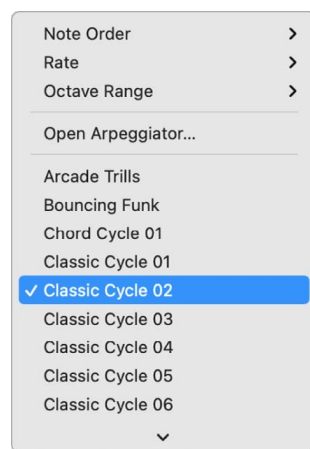 Note Order
Rate
Octave Range
Open Arpeggiator...
Arcade Trills
Bouncing Funk
Chord Cycle 01
Classic Cycle 01
Classic Cycle 02
Classic Cycle 03
Classic Cycle 04
Classic Cycle 05
Classic Cycle 06